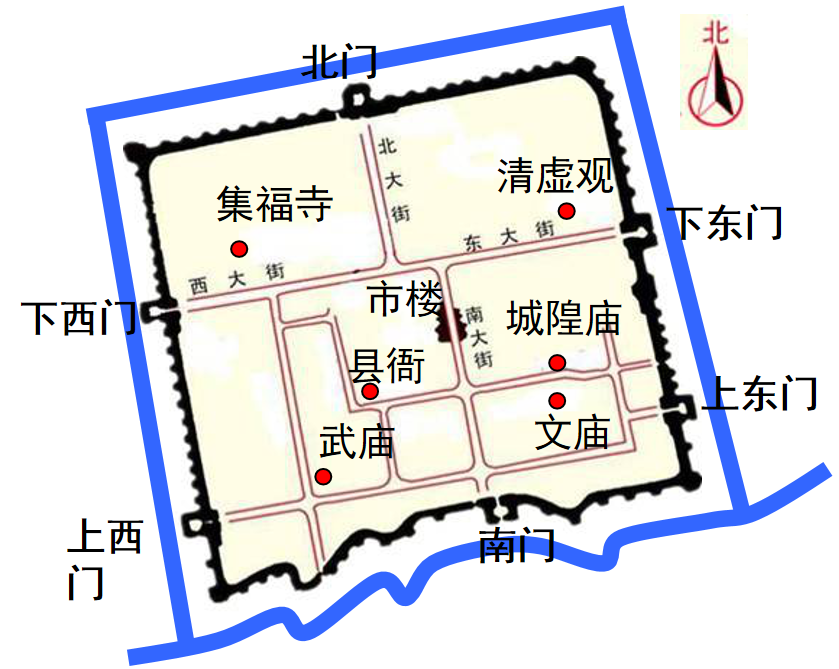 北门
北
北大街
清虚观
集福寺
东大街
下东门
西大街
下西门
市楼
南大街
城隍庙
县衙
上东门
武庙
文庙
上西
门
南门